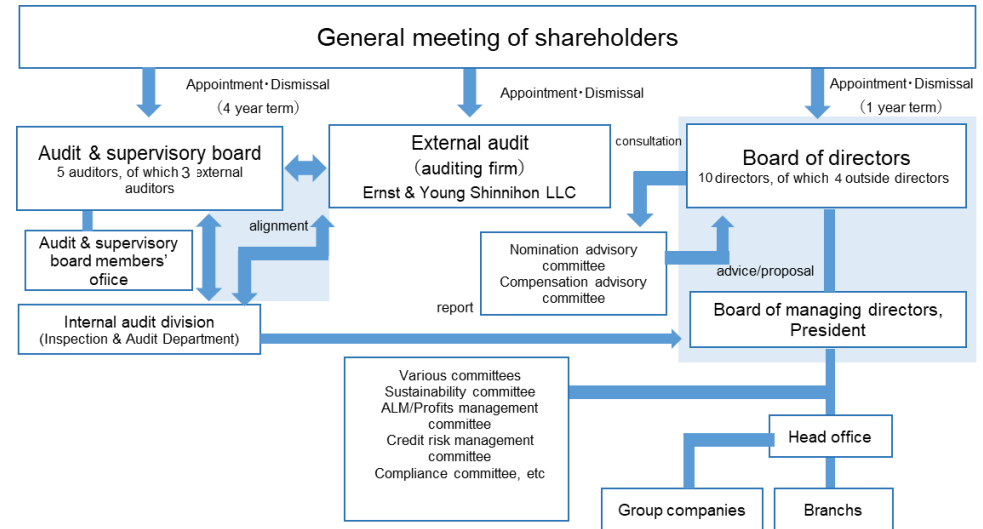 General meeting of shareholders
Appointment・Dismissal
（4 year term）
Appointment・Dismissal
Appointment・Dismissal
（1 year term）
Audit & supervisory board
5 auditors, of which 3 external
auditors
External audit
（auditing firm）
Ernst & Young Shinnihon LLC
consultation
Board of directors
10 directors, of which 4 outside directors
alignment
Audit & supervisory
board members'
ofiice
Nomination advisory
committee
Compensation advisory
committee
advice/proposal
report
Internal audit division
(Inspection & Audit Department)
Board of managing directors,
President
Various committees
Sustainability committee
ALM/Profits management
committee
Credit risk management
committee
Compliance committee, etc
Head office
Group companies
Branchs